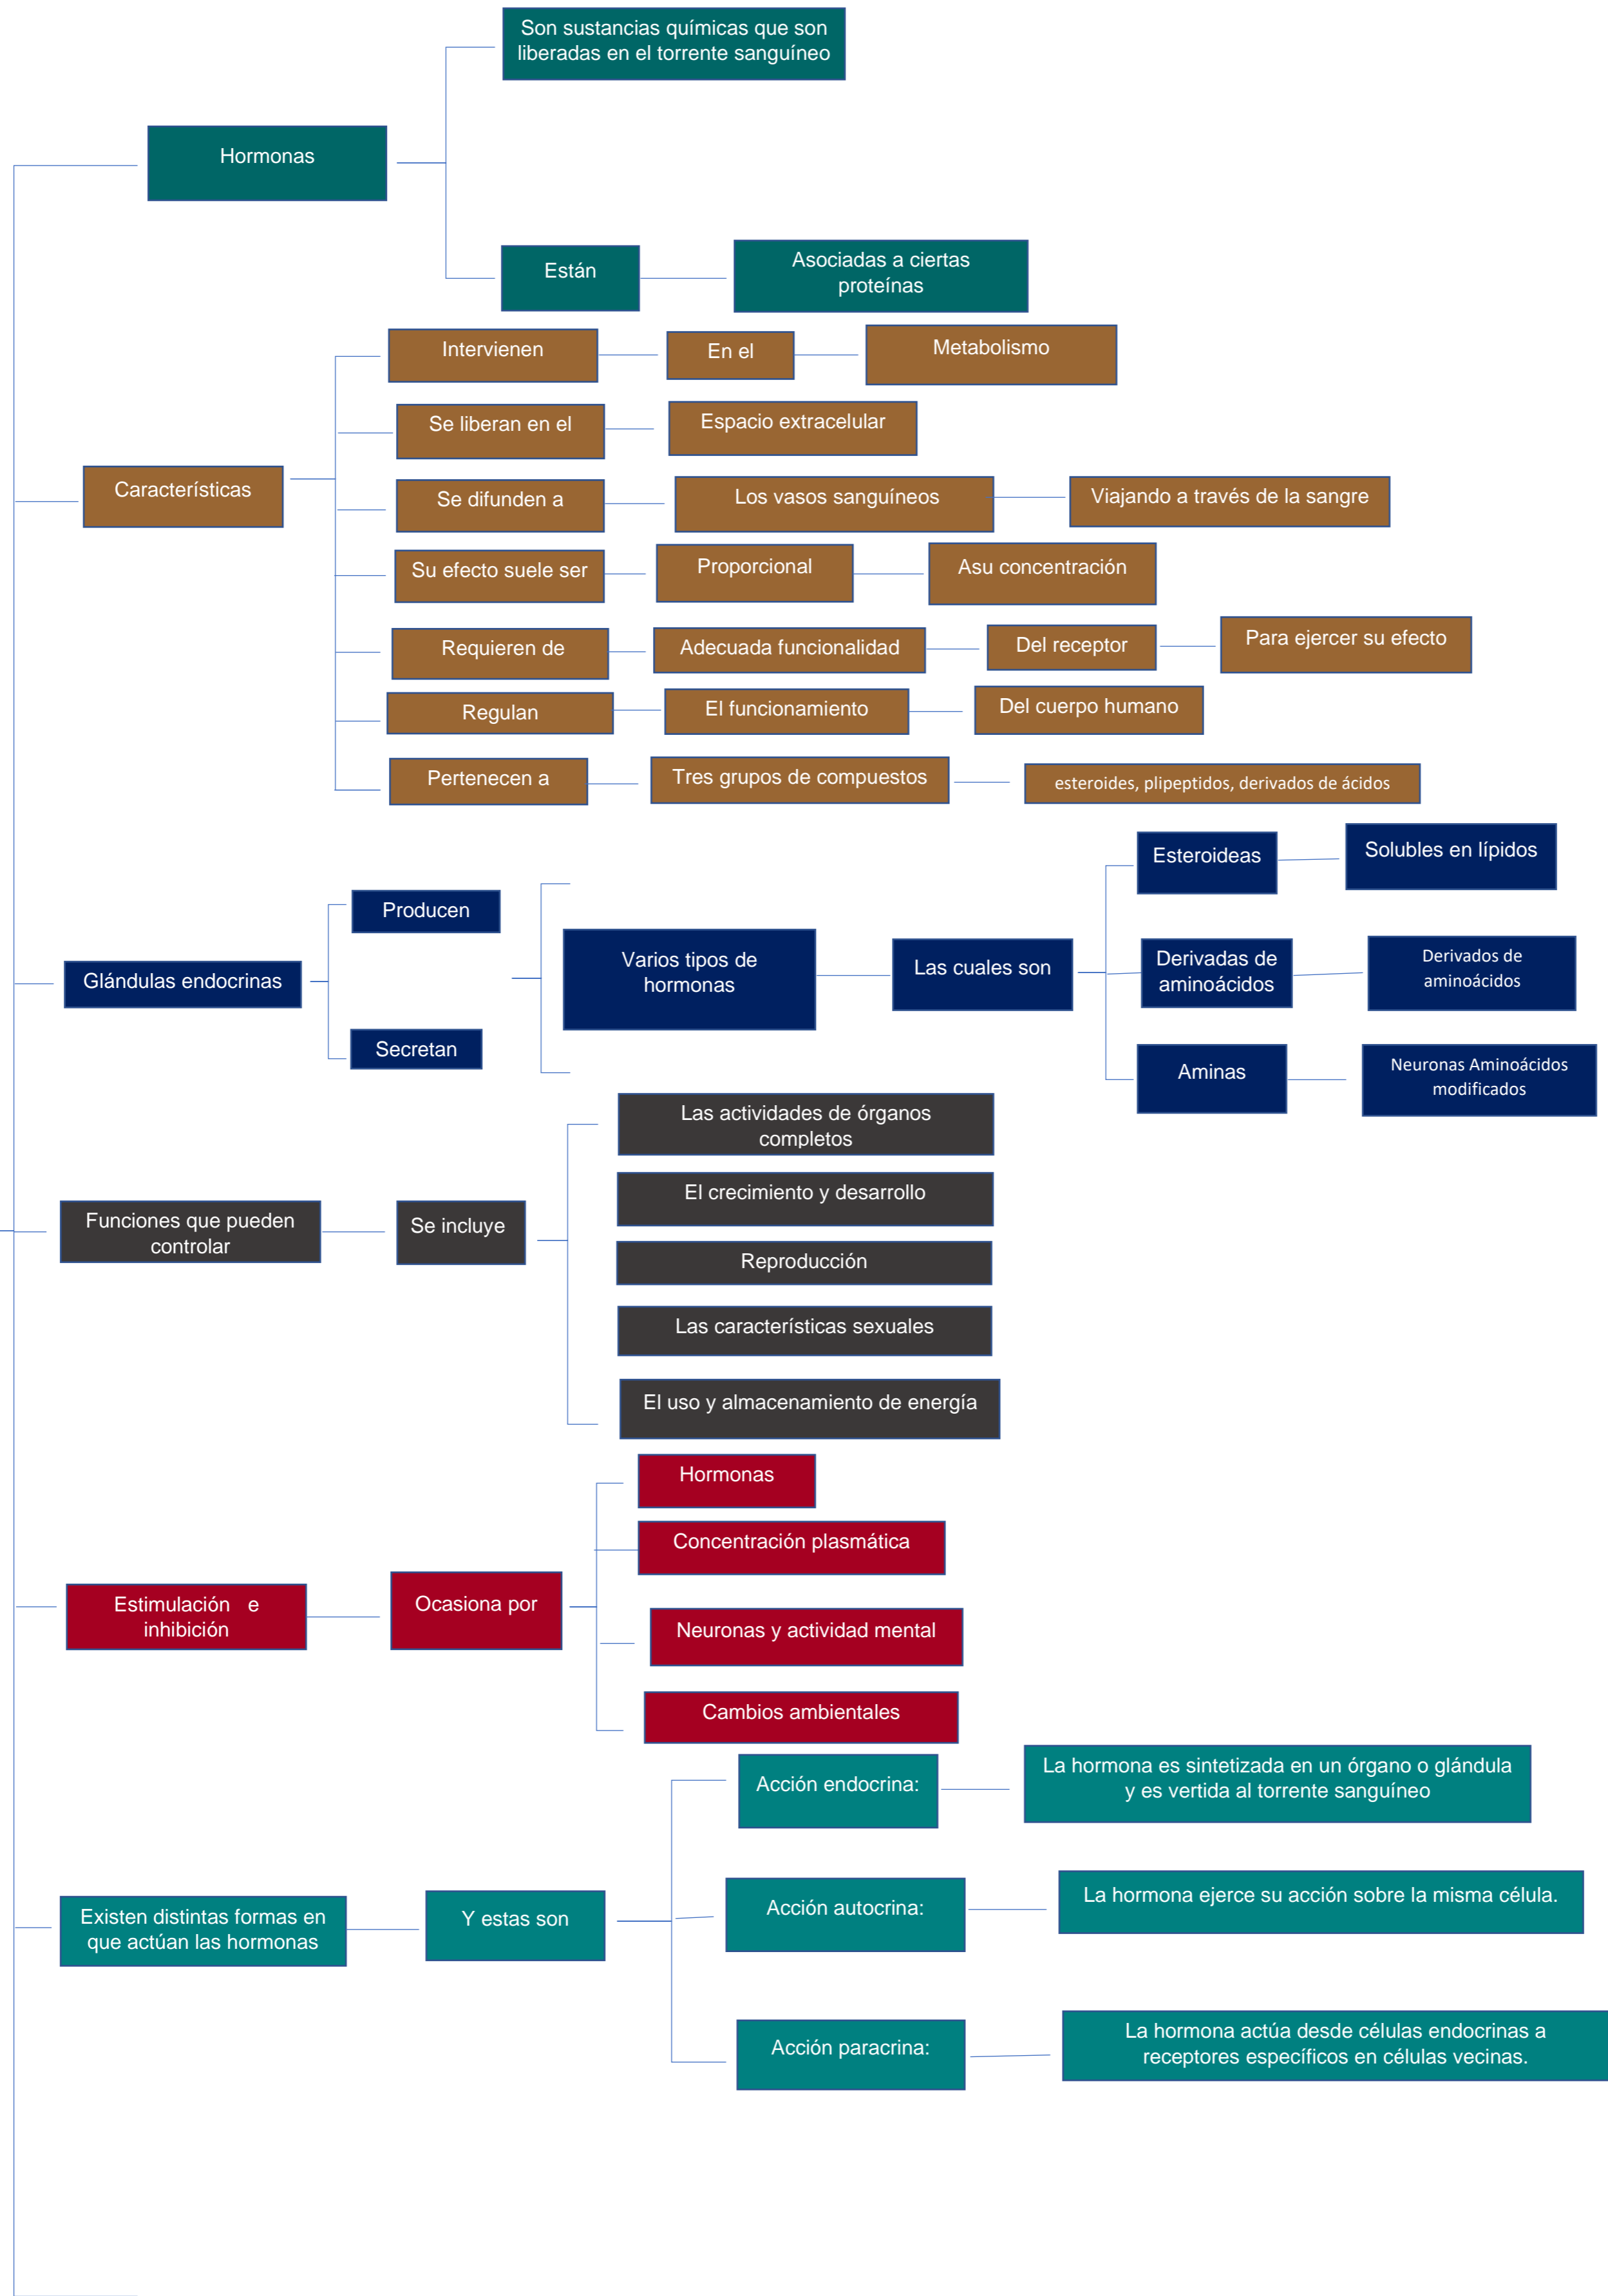 Son sustancias químicas que son
liberadas en el torrente sanguíneo
Hormonas
Están
Asociadas a ciertas
proteínas
Intervienen
En el
Metabolismo
Se liberan en el
Espacio extracelular
Características
Se difunden a
Los vasos sanguíneos
Viajando a través de la sangre
Su efecto suele ser
Proporcional
Asu concentración
Requieren de
Adecuada funcionalidad
Del receptor
Para ejercer su efecto
Regulan
El funcionamiento
Del cuerpo humano
Pertenecen a
Tres grupos de compuestos
esteroides, plipeptidos, derivados de ácidos
Glándulas endocrinas
Producen
Secretan
Varios tipos de
hormonas
Las cuales son
Esteroideas
Solubles en lípidos
Derivadas de
aminoácidos
Derivados de
aminoácidos
Aminas
Neuronas Aminoácidos
modificados
Funciones que pueden
controlar
Se incluye
Las actividades de órganos
completos
El crecimiento y desarrollo
Reproducción
Las características sexuales
El uso y almacenamiento de energía
Estimulación e
inhibición
Ocasiona por
Hormonas
Concentración plasmática
Neuronas y actividad mental
Cambios ambientales
Existen distintas formas en
que actúan las hormonas
Y estas son
Acción endocrina:
La hormona es sintetizada en un órgano o glándula
y es vertida al torrente sanguíneo
Acción autocrina:
La hormona ejerce su acción sobre la misma célula.
Acción paracrina:
La hormona actúa desde células endocrinas a
receptores específicos en células vecinas.